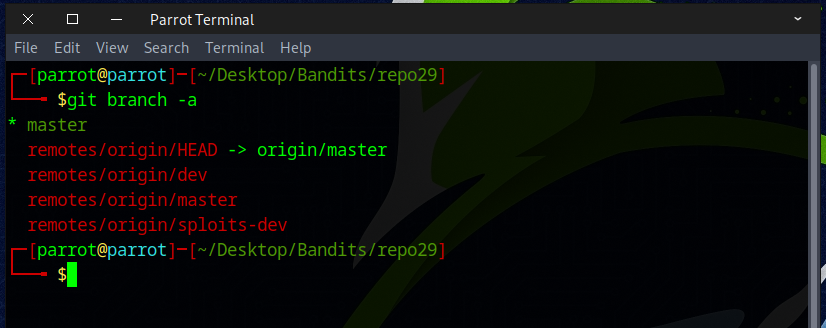 Parrot Terminal
File Edit View Search Terminal Help
┌─[parrot@parrot]─[~/Desktop/Bandits/repo29]
└──╼ $git branch -a
* master
  remotes/origin/HEAD -> origin/master
  remotes/origin/dev
  remotes/origin/master
  remotes/origin/sploits-dev
┌─[parrot@parrot]─[~/Desktop/Bandits/repo29]
└──╼ $